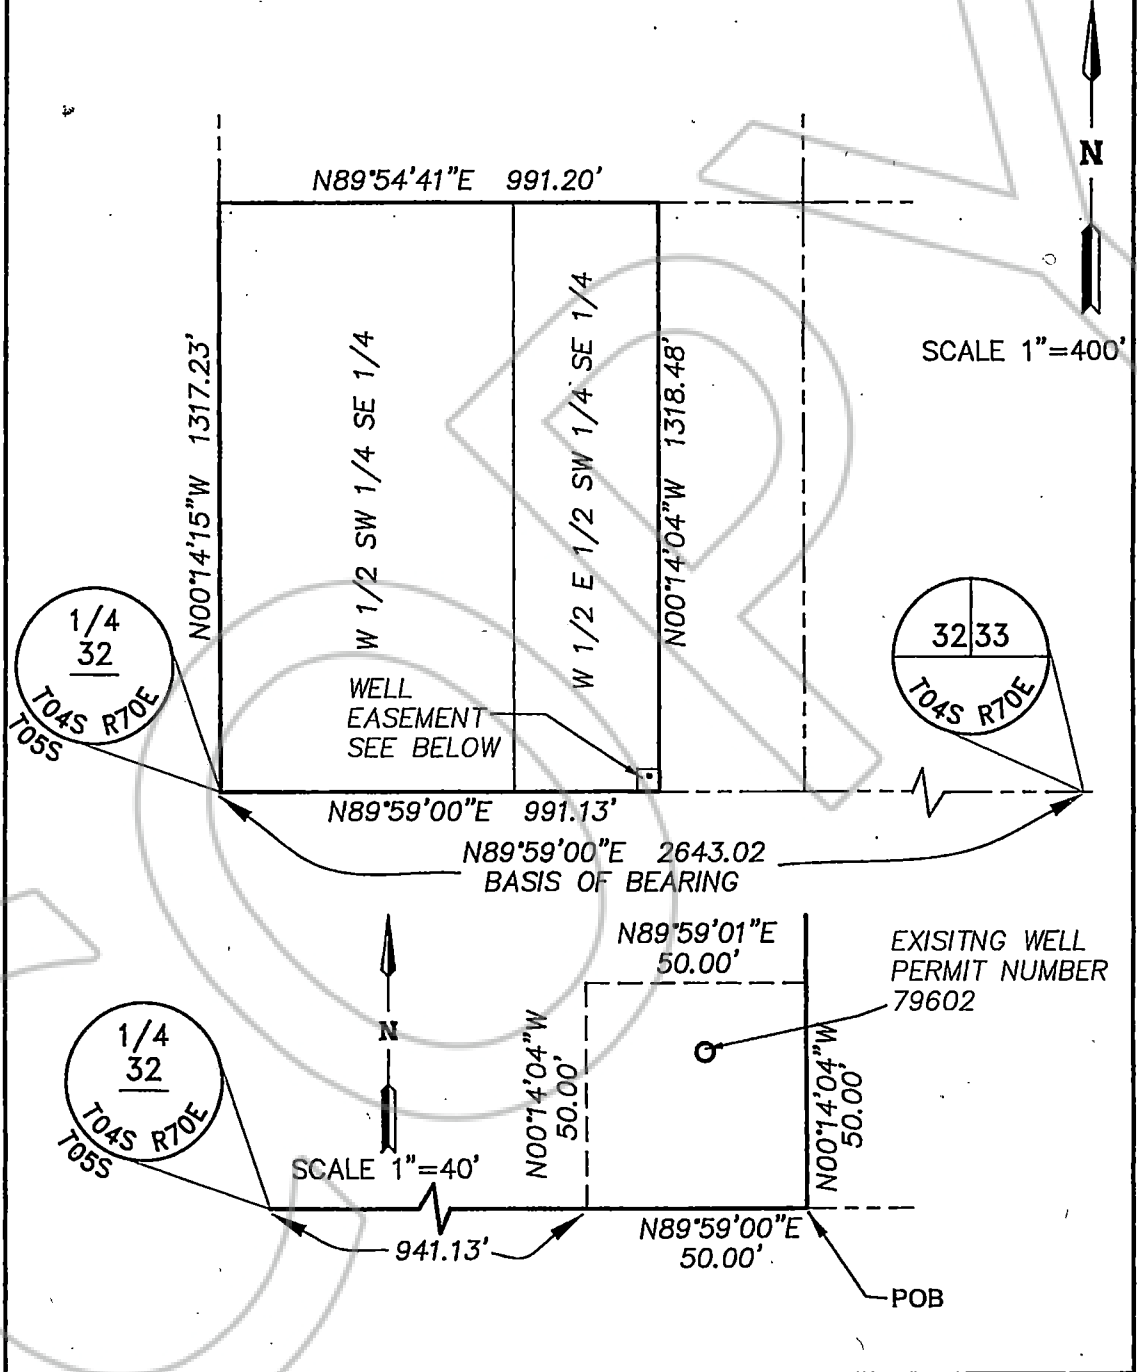 N89°54'41"E 991.20'
N
SCALE 1"=400'
N00°14'15"W 1317.23'
W 1/2 SW 1/4 SE 1/4
W 1/2 E 1/2 SW 1/4 SE 1/4
N00°14'04"W 1318.48'
1/4
32
T04S R70E
T05S
32 33
T04S R70E
WELL
EASEMENT
SEE BELOW
N89°59'00"E 991.13'
N89°59'00"E 2643.02
BASIS OF BEARING
N89°59'01"E
50.00'
EXISITNG WELL
PERMIT NUMBER
79602
N
1/4
32
T04S R70E
T05S
N00°14'04"W
50.00'
N00°14'04"W
50.00'
SCALE 1"=40'
941.13'
N89°59'00"E
50.00'
POB
COPY